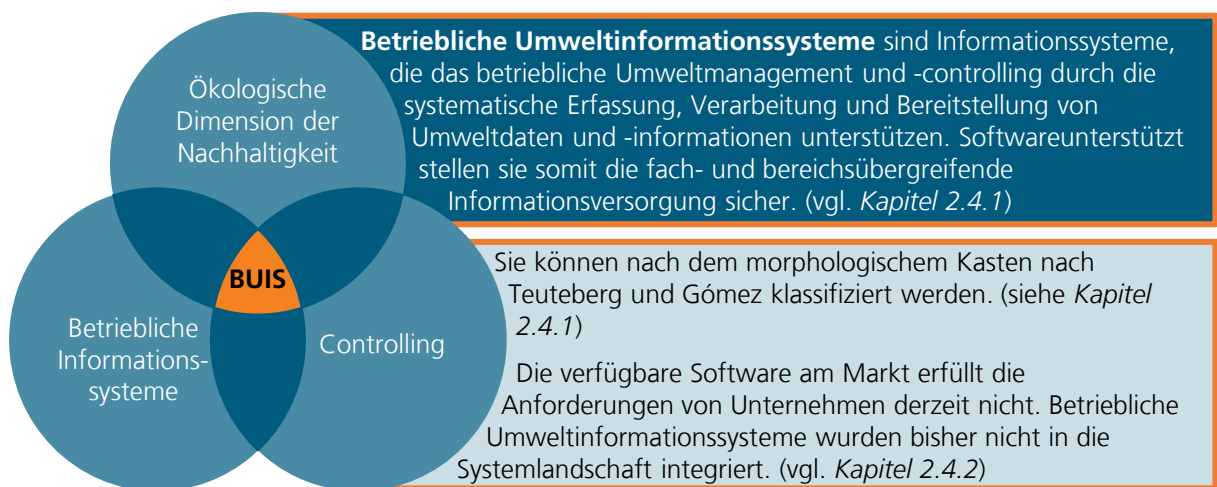 Ökologische
Dimension der
Nachhaltigkeit
Betriebliche
Informations-
systeme
Controlling
BUIS
Betriebliche Umweltinformationssysteme sind Informationssysteme,
die das betriebliche Umweltmanagement und -controlling durch die
systematische Erfassung, Verarbeitung und Bereitstellung von
Umweltdaten und -informationen unterstützen. Softwareunterstützt
stellen sie somit die fach- und bereichsübergreifende
Informationsversorgung sicher. (vgl. Kapitel 2.4.1)
Sie können nach dem morphologischem Kasten nach
Teuteberg und Gómez klassifiziert werden. (siehe Kapitel
2.4.1)
Die verfügbare Software am Markt erfüllt die
Anforderungen von Unternehmen derzeit nicht. Betriebliche
Umweltinformationssysteme wurden bisher nicht in die
Systemlandschaft integriert. (vgl. Kapitel 2.4.2)